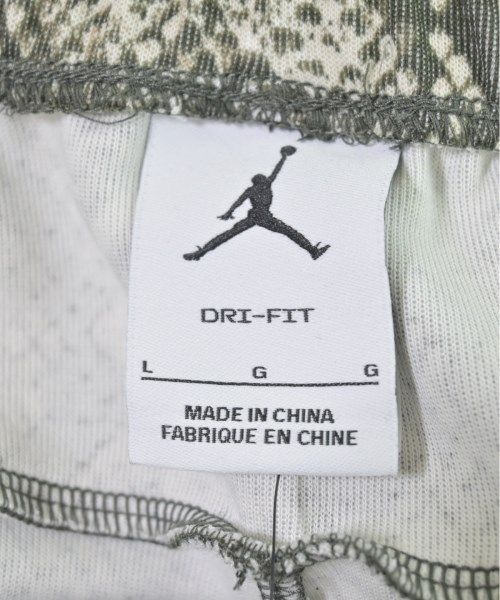 DRI-FIT
L G G
MADE IN CHINA
FABRIQUE EN CHINE